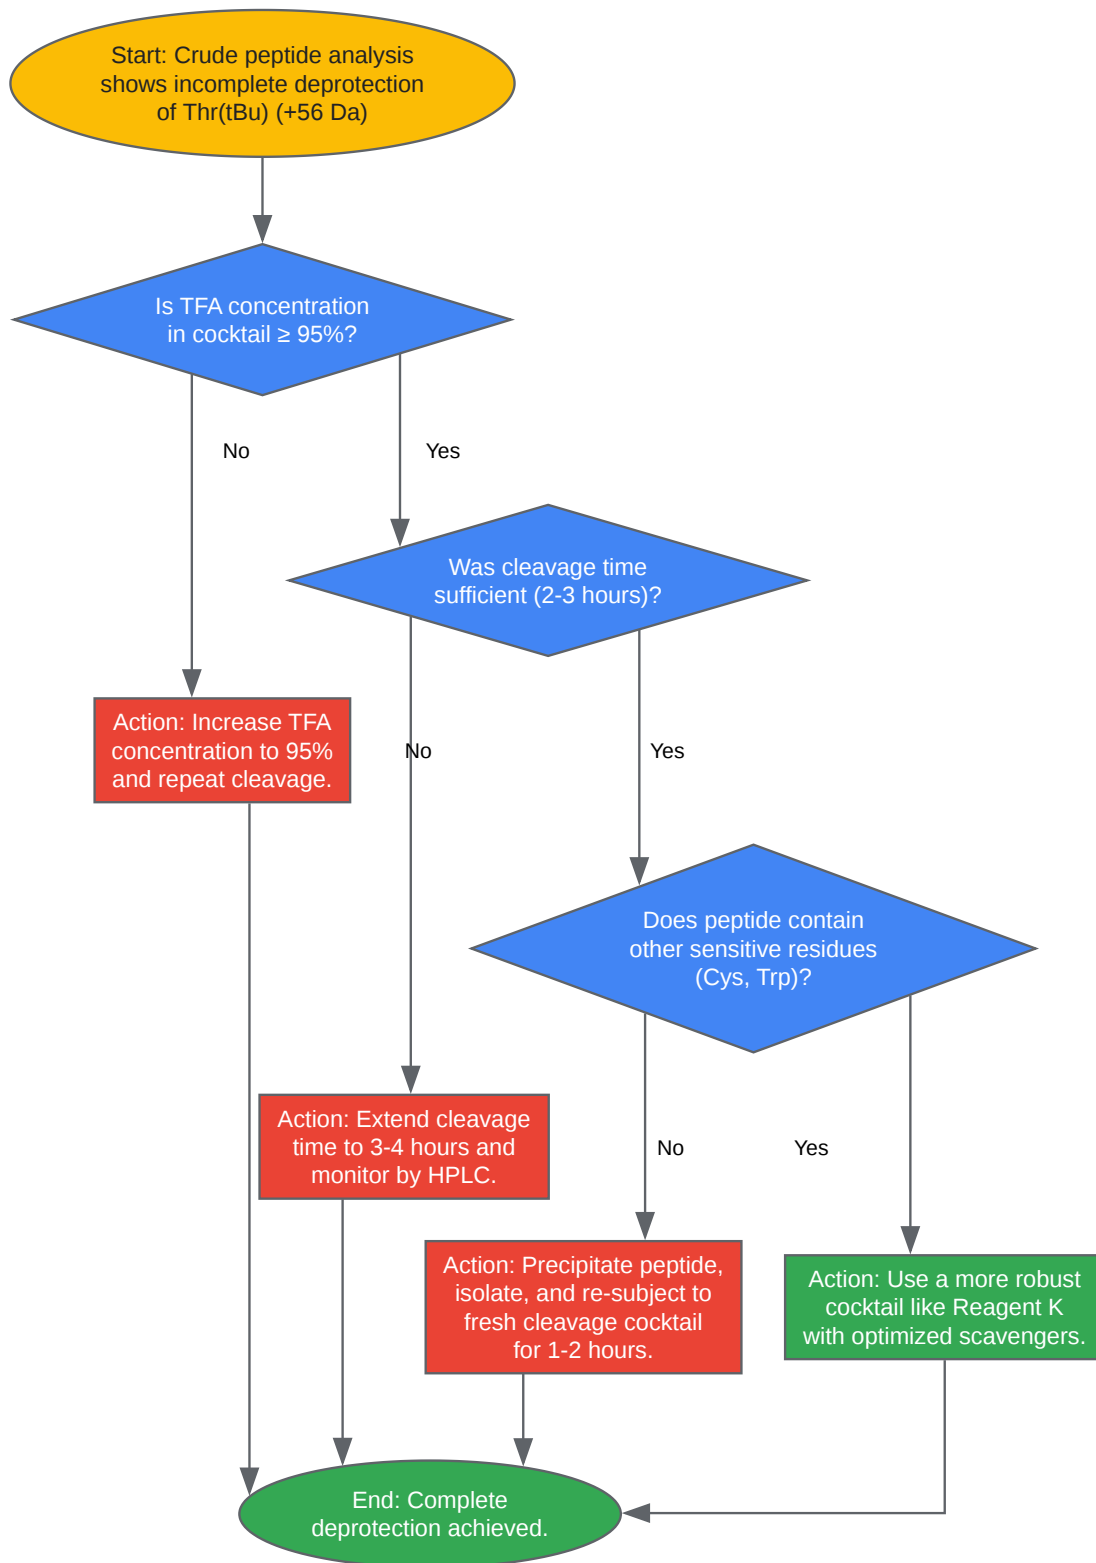 Start: Crude peptide analysis
shows incomplete deprotection
of Thr(tBu) (+56 Da)
Is TFA concentration
in cocktail ≥ 95%?
No
Yes
Was cleavage time
sufficient (2-3 hours)?
Action: Increase TFA
concentration to 95%
and repeat cleavage.
No
Yes
Does peptide contain
other sensitive residues
(Cys, Trp)?
Action: Extend cleavage
time to 3-4 hours and
monitor by HPLC.
No
Yes
Action: Precipitate peptide,
isolate, and re-subject to
fresh cleavage cocktail
for 1-2 hours.
Action: Use a more robust
cocktail like Reagent K
with optimized scavengers.
End: Complete
deprotection achieved.